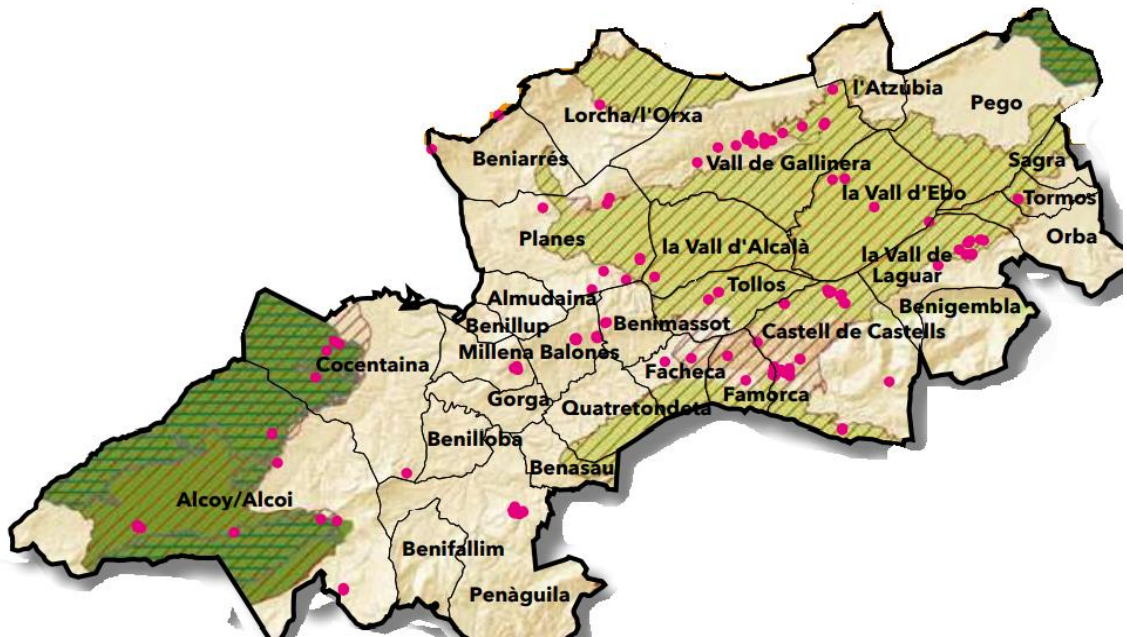 l'Atzúbia
Pego
Lorcha/l'Orxa
Beniarrés
Vall de Gallinera
Sagra
la Vall d'Ebo
Tormos
Planes
la Vall d'Alcalà
Orba
la Vall de
Laguar
Tollos
Almudaina
Benigembla
Benillup
Benimassot
Castell de Castells
Millena
Balones
Cocentaina
Facheca
Famorca
Gorga
Quatretondeta
Benilloba
Benasau
Alcoy/Alcoi
Benifallim
Penàguila